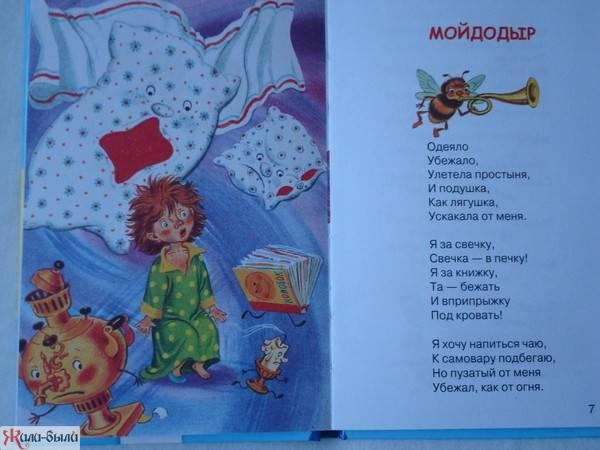 КОЛОБОК
МОЙДОДЫР
Одеяло
Убежало,
Улетела простыня,
И подушка,
Как лягушка,
Ускакала от меня.
Я за свечку,
Свечка — в печку!
Я за книжку,
Та — бежать
И вприпрыжку
Под кровать!
Я хочу напиться чаю,
К самовару подбегаю,
Но пузатый от меня
Убежал, как от огня.
7
Жили-были